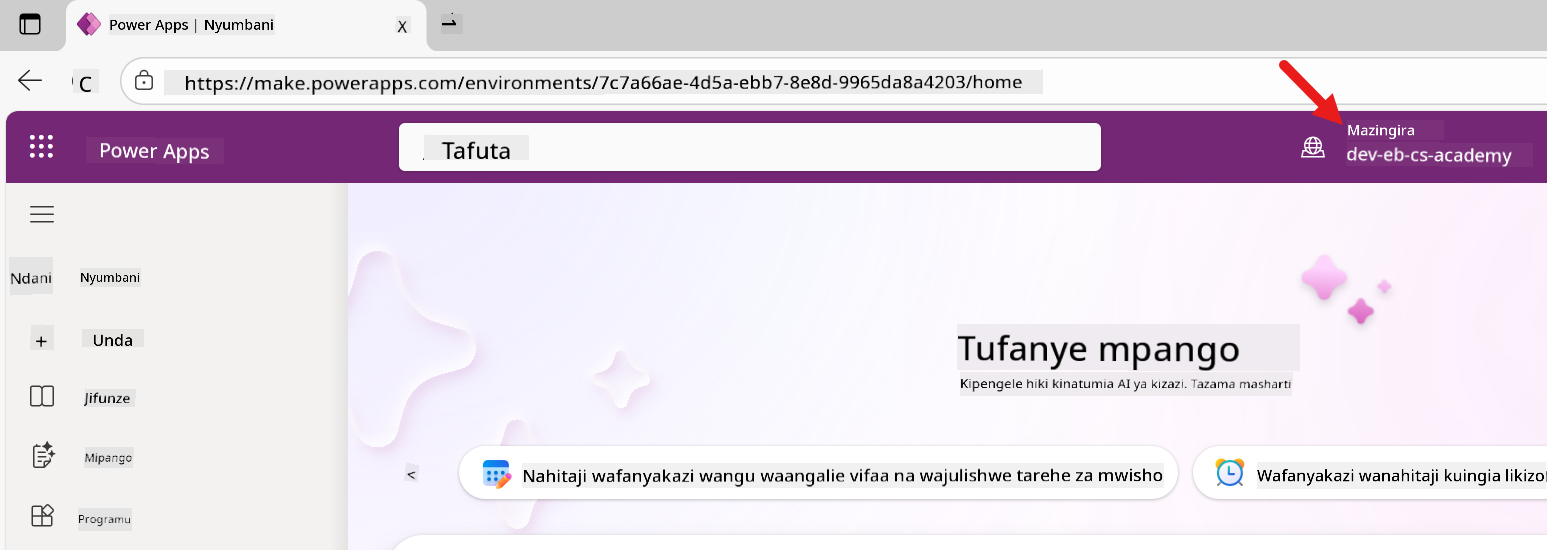 Power Apps | Nyumbani
X
C
https://make.powerapps.com/environments/7c7a66ae-4d5a-ebb7-8e8d-9965da8a4203/home
Power Apps
Tafuta
Mazingira
dev-eb-cs-academy
Ndani
Nyumbani
+
Unda
Jifunze
Mipango
Programu
Tufanye mpango
Kipengele hiki kinatumia AI ya kizazi. Tazama masharti
<
Nahitaji wafanyakazi wangu waangalie vifaa na wajulishwe tarehe za mwisho
Wafanyakazi wanahitaji kuingia